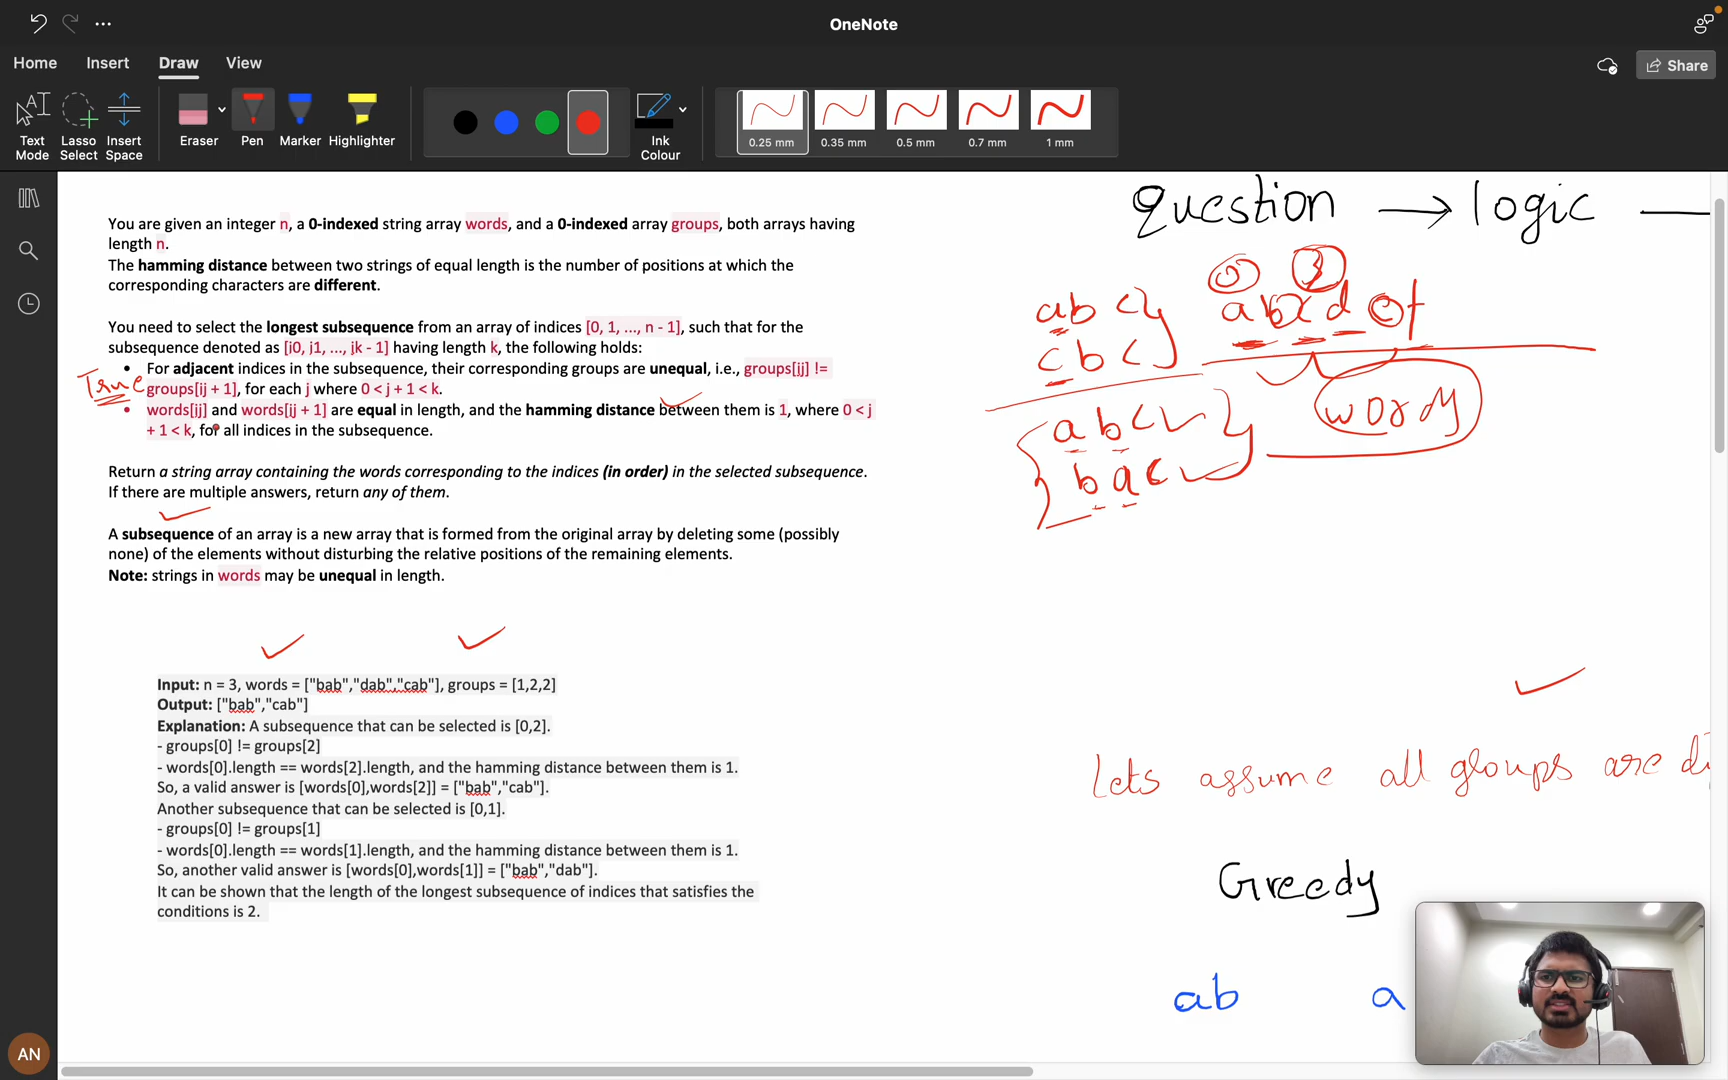 OneNote
Home Insert Draw View
Share
Text Mode
Lasso Select
Insert Space
Eraser
Pen
Marker
Highlighter
Ink Colour
0.25 mm
0.35 mm
0.5 mm
0.7 mm
1 mm
You are given an integer n, a 0-indexed string array words, and a 0-indexed array groups, both arrays having
length n.
The hamming distance between two strings of equal length is the number of positions at which the
corresponding characters are different.
You need to select the longest subsequence from an array of indices [0, 1, ..., n - 1], such that for the
subsequence denoted as [i0, i1, ..., ik - 1] having length k, the following holds:
• For adjacent indices in the subsequence, their corresponding groups are unequal, i.e., groups[ij] !=
True
groups[ij + 1], for each j where 0 < j + 1 < k.
• words[ij] and words[ij + 1] are equal in length, and the hamming distance between them is 1, where 0 < j
+ 1 < k, for all indices in the subsequence.
Return a string array containing the words corresponding to the indices (in order) in the selected subsequence.
If there are multiple answers, return any of them.
A subsequence of an array is a new array that is formed from the original array by deleting some (possibly
none) of the elements without disturbing the relative positions of the remaining elements.
Note: strings in words may be unequal in length.
Input: n = 3, words = ["bab","dab","cab"], groups = [1,2,2]
Output: ["bab","cab"]
Explanation: A subsequence that can be selected is [0,2].
- groups[0] != groups[2]
- words[0].length == words[2].length, and the hamming distance between them is 1.
So, a valid answer is [words[0],words[2]] = ["bab","cab"].
Another subsequence that can be selected is [0,1].
- groups[0] != groups[1]
- words[0].length == words[1].length, and the hamming distance between them is 1.
So, another valid answer is [words[0],words[1]] = ["bab","dab"].
It can be shown that the length of the longest subsequence of indices that satisfies the
conditions is 2.
question → logic
abc
cbc
abc
bac
words
Lets assume all groups are di
Greedy
ab a
AN